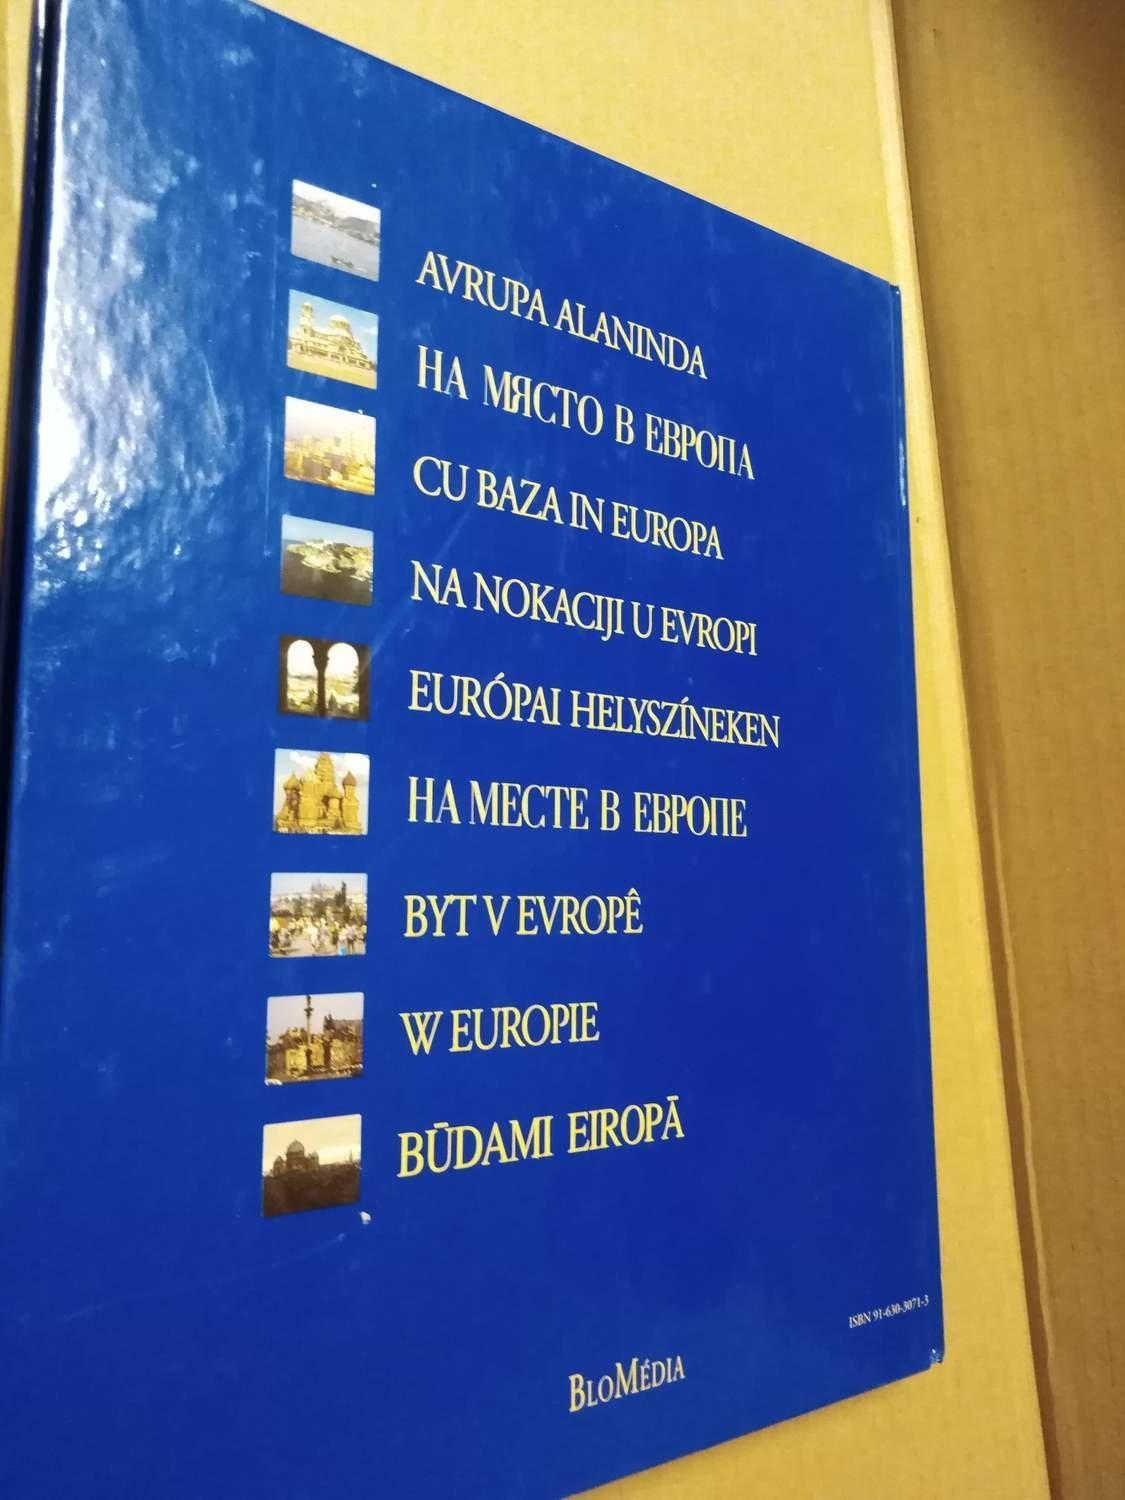 AVRUPA ALANINDA
НА МЯСТО В ЕВРОПА
CU BAZA IN EUROPA
NA NOKACIJI U EVROPI
EURÓPAI HELYSZÍNEKEN
НА МЕСТЕ В ЕВРОПЕ
BYT V EVROPÊ
W EUROPIE
BŪDAMI EIROPĀ
ISBN 91-630-3071-3
BLOMÉDIA